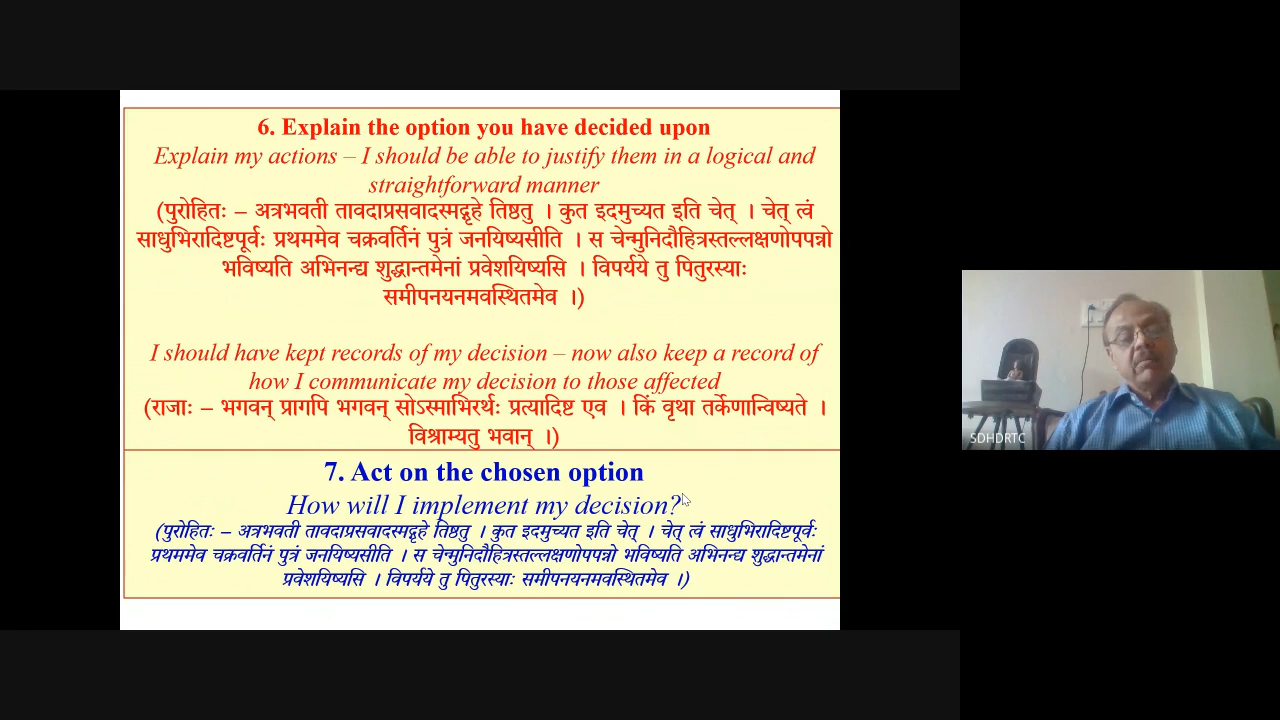 6. Explain the option you have decided upon
Explain my actions – I should be able to justify them in a logical and
straightforward manner
(पुरोहितः – अत्रभवती तावदाप्रसवादस्मद्गृहे तिष्ठतु । कुत इदमुच्यत इति चेत् । चेत् त्वं
साधुभिरादिष्टपूर्वः प्रथममेव चक्रवर्तिनं पुत्रं जनयिष्यसीति । स चेन्मुनिदौहित्रस्तल्लक्षणोपपन्नो
भविष्यति अभिनन्द्य शुद्धान्तमेनां प्रवेशयिष्यसि । विपर्यये तु पितुरस्याः
समीपनयनमवस्थितमेव ।)
I should have kept records of my decision – now also keep a record of
how I communicate my decision to those affected
(राजाः – भगवन् प्रागपि भगवन् सोऽस्माभिरर्थः प्रत्यादिष्ट एव । किं वृथा तर्केणान्विष्यते ।
विश्राम्यतु भवान् ।)
7. Act on the chosen option
How will I implement my decision?
(पुरोहितः – अत्रभवती तावदाप्रसवादस्मद्गृहे तिष्ठतु । कुत इदमुच्यत इति चेत् । चेत् त्वं साधुभिरादिष्टपूर्वः
प्रथममेव चक्रवर्तिनं पुत्रं जनयिष्यसीति । स चेन्मुनिदौहित्रस्तल्लक्षणोपपन्नो भविष्यति अभिनन्द्य शुद्धान्तमेनां
प्रवेशयिष्यसि । विपर्यये तु पितुरस्याः समीपनयनमवस्थितमेव ।)
SDHDRTC